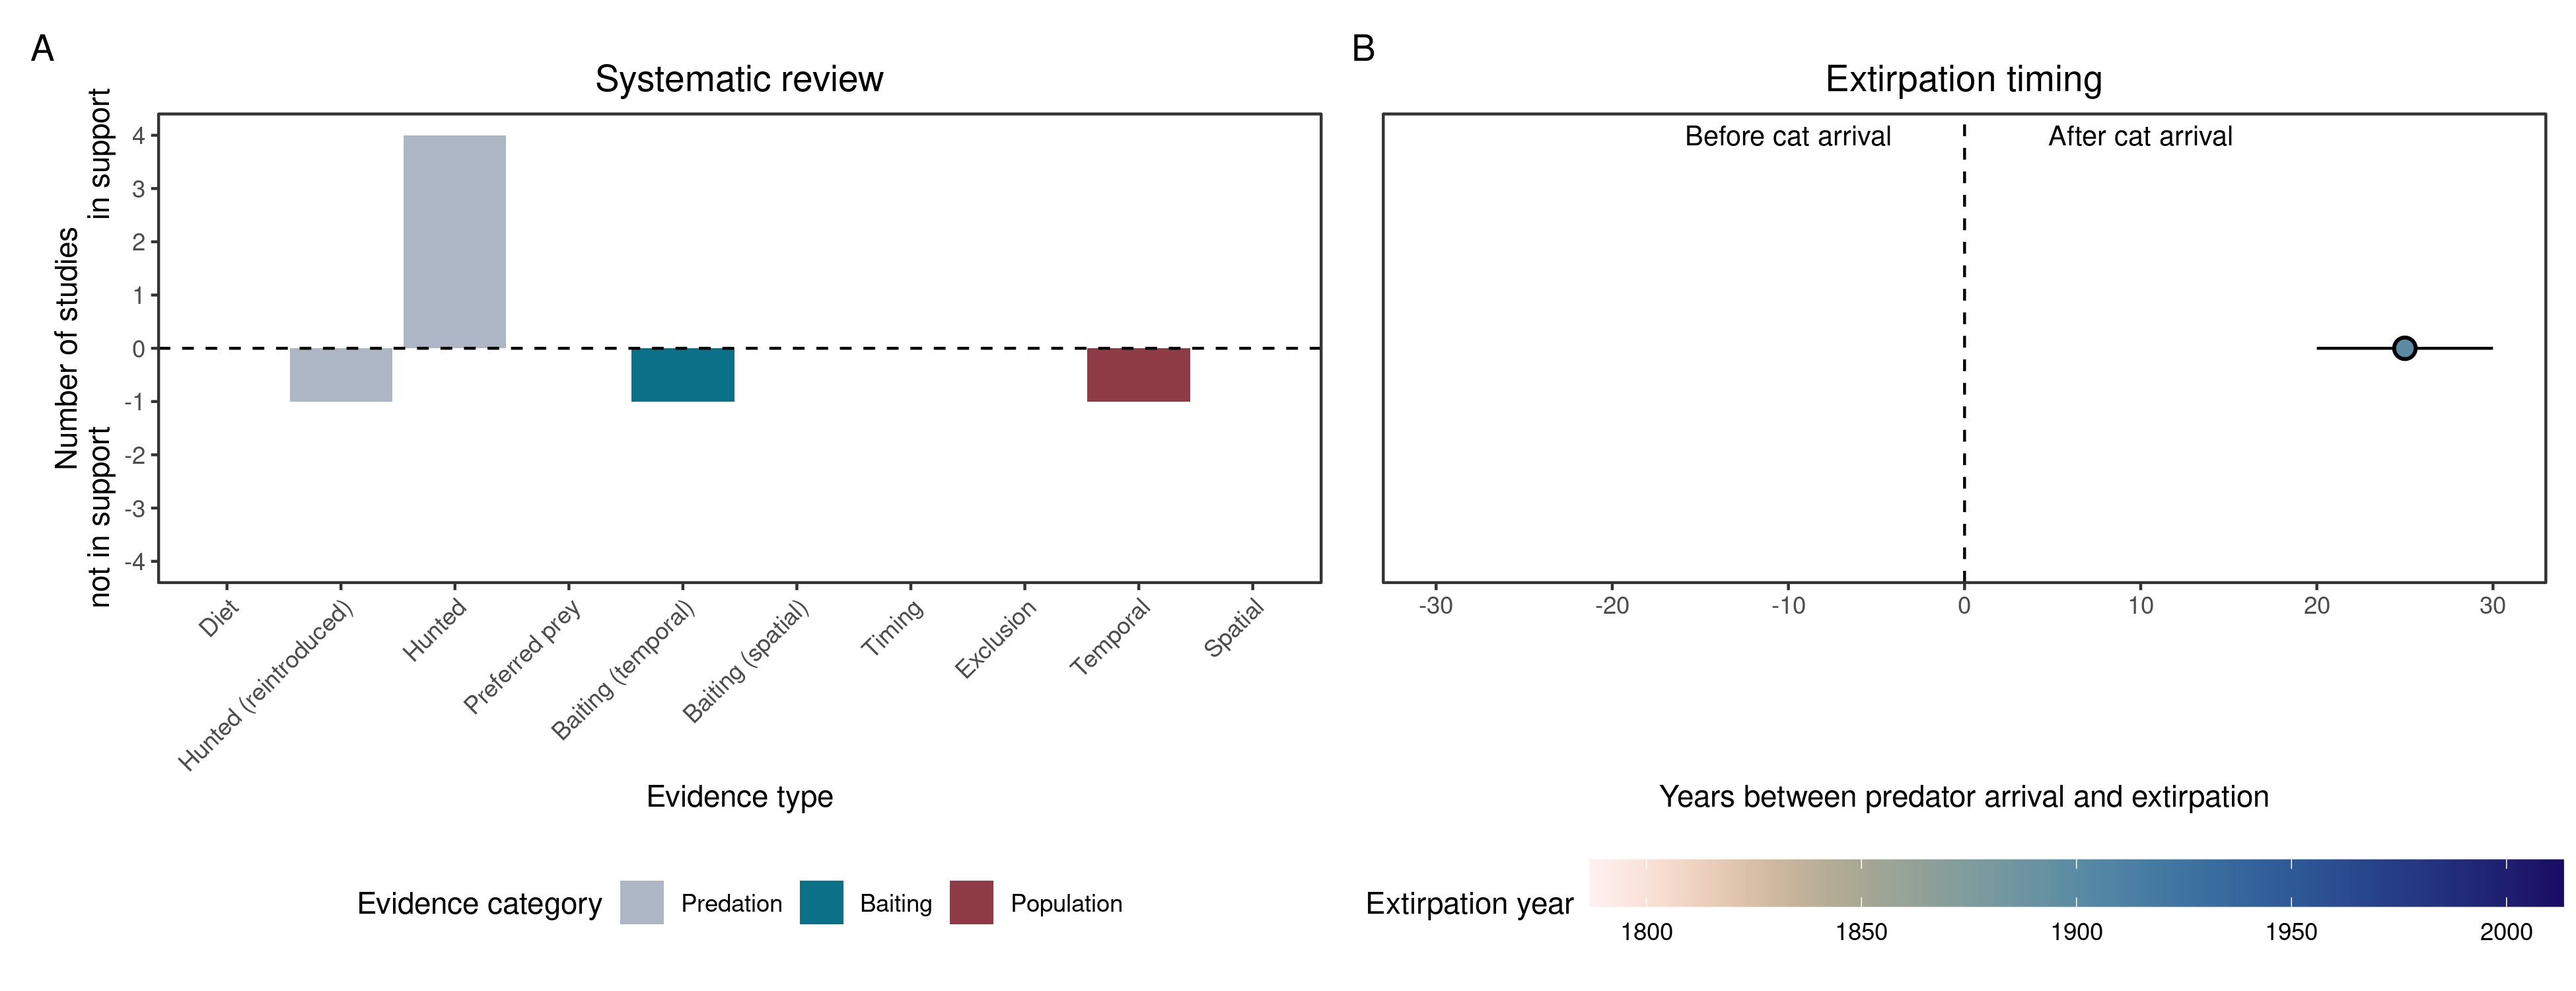 A
Systematic review
Number of studies
not in support
in support
4
3
2
1
0
-1
-2
-3
-4
Diet
Hunted (reintroduced)
Hunted
Preferred prey
Baiting (temporal)
Baiting (spatial)
Timing
Exclusion
Temporal
Spatial
Evidence type
Evidence category
Predation
Baiting
Population
B
Extirpation timing
Before cat arrival
After cat arrival
-30
-20
-10
0
10
20
30
Years between predator arrival and extirpation
Extirpation year
1800
1850
1900
1950
2000